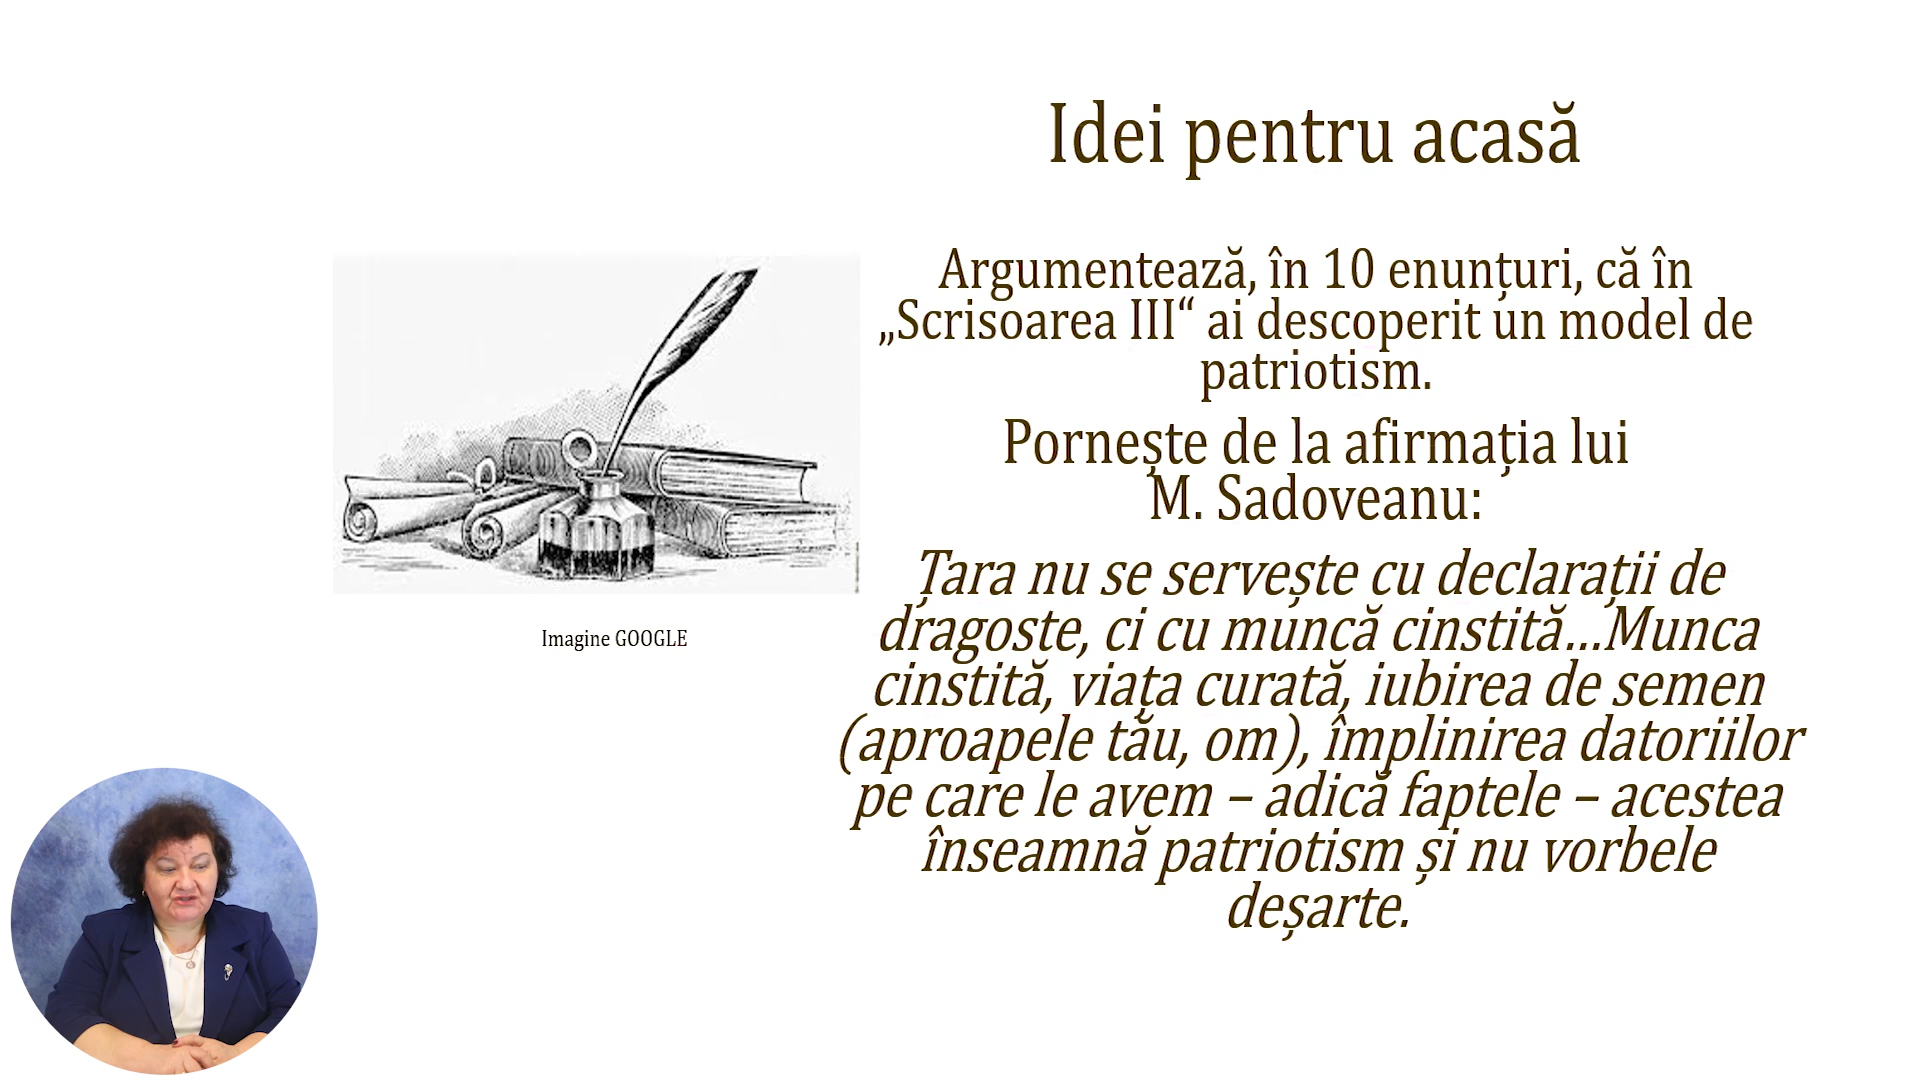 Idei pentru acasă
Argumentează, în 10 enunțuri, că în
„Scrisoarea III“ ai descoperit un model de
patriotism.
Pornește de la afirmația lui
M. Sadoveanu:
Țara nu se servește cu declarații de
dragoste, ci cu muncă cinstită...Munca
cinstită, viața curată, iubirea de semen
(aproapele tău, om), împlinirea datoriilor
pe care le avem – adică faptele – acestea
înseamnă patriotism și nu vorbele
deșarte.
Imagine GOOGLE